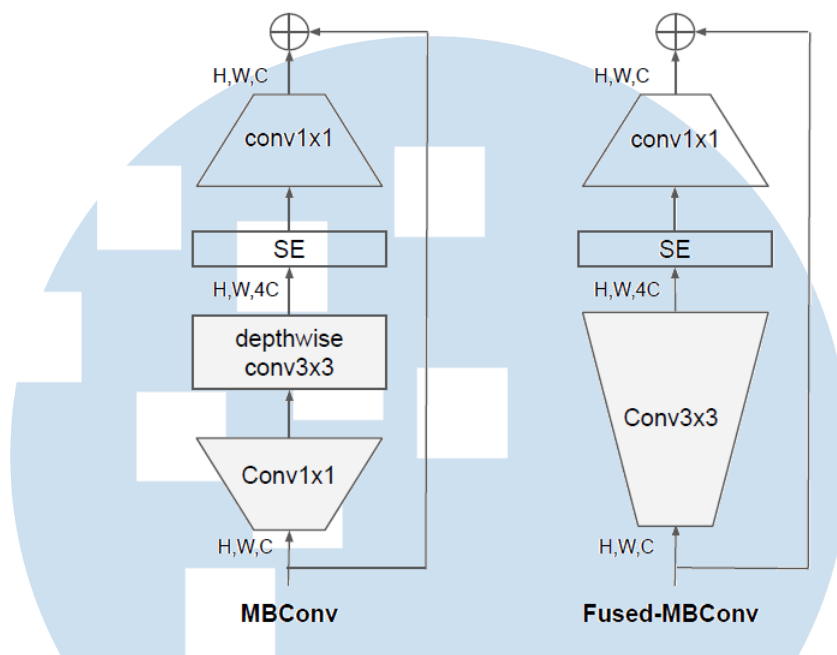 H,W,C
conv1x1
SE
H,W,4C
depthwise
conv3x3
Conv1x1
H,W,C
MBConv
H,W,C
conv1x1
SE
H,W,4C
Conv3x3
H,W,C
Fused-MBConv